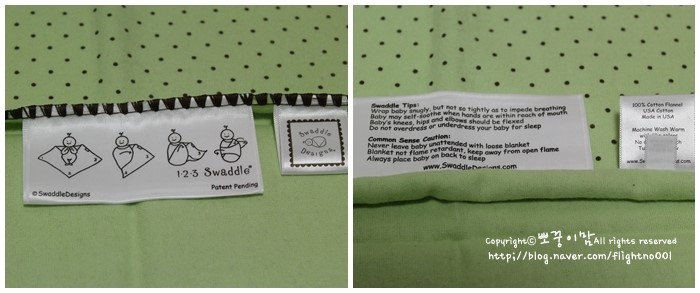 1·2·3 Swaddle™
© SwaddleDesigns
Patent Pending
Swaddle
Designs
Swaddle Tips:
Wrap baby snugly, but not so tightly as to impede breathing
Baby may self-soothe when hands are within reach of mouth
Baby's knees, hips and elbows should be flexed
Do not overdress or underdress your baby for sleep
Common Sense Caution:
Never leave baby unattended with loose blanket
Blanket not flame retardant, keep away from open flame
Always place baby on back to sleep
www.SwaddleDesigns.com
100% Cotton Flannel
USA Cotton
Made in USA
Machine Wash Warm
www.Sw
Copyright© 뽀꿍이맘 All rights reserved
http://blog.naver.com/flightno001